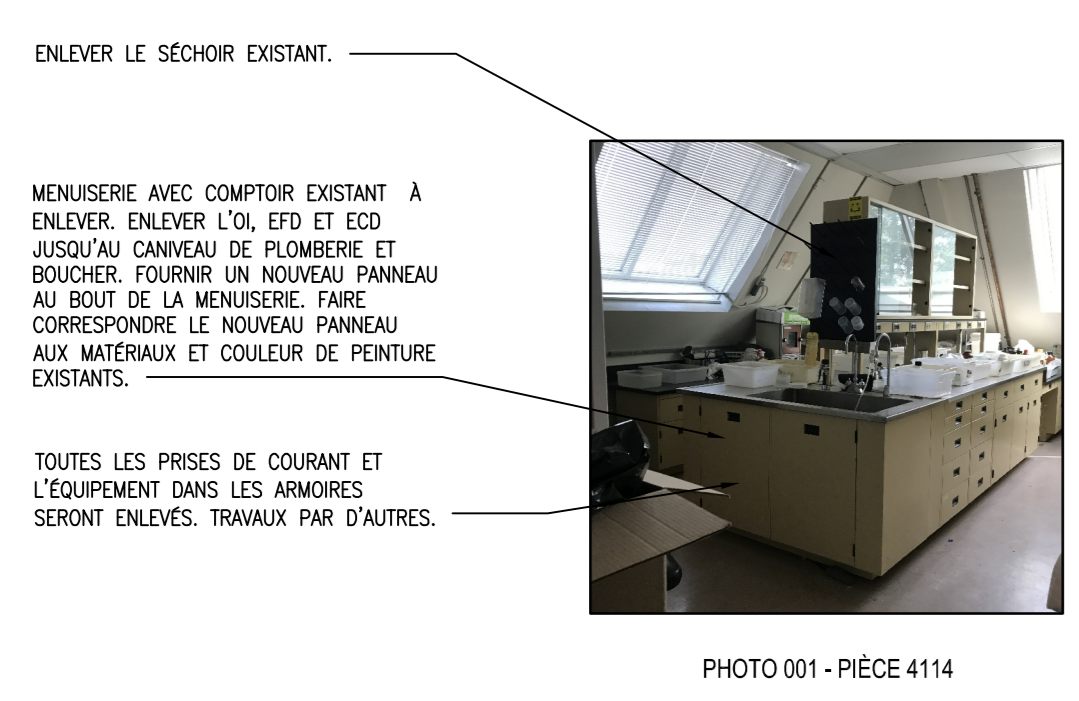 ENLEVER LE SÉCHOIR EXISTANT.
MENUISERIE AVEC COMPTOIR EXISTANT À
ENLEVER. ENLEVER L'OI, EFD ET ECD
JUSQU'AU CANIVEAU DE PLOMBERIE ET
BOUCHER. FOURNIR UN NOUVEAU PANNEAU
AU BOUT DE LA MENUISERIE. FAIRE
CORRESPONDRE LE NOUVEAU PANNEAU
AUX MATÉRIAUX ET COULEUR DE PEINTURE
EXISTANTS.
TOUTES LES PRISES DE COURANT ET
L'ÉQUIPEMENT DANS LES ARMOIRES
SERONT ENLEVÉS. TRAVAUX PAR D'AUTRES.
PHOTO 001 - PIÈCE 4114